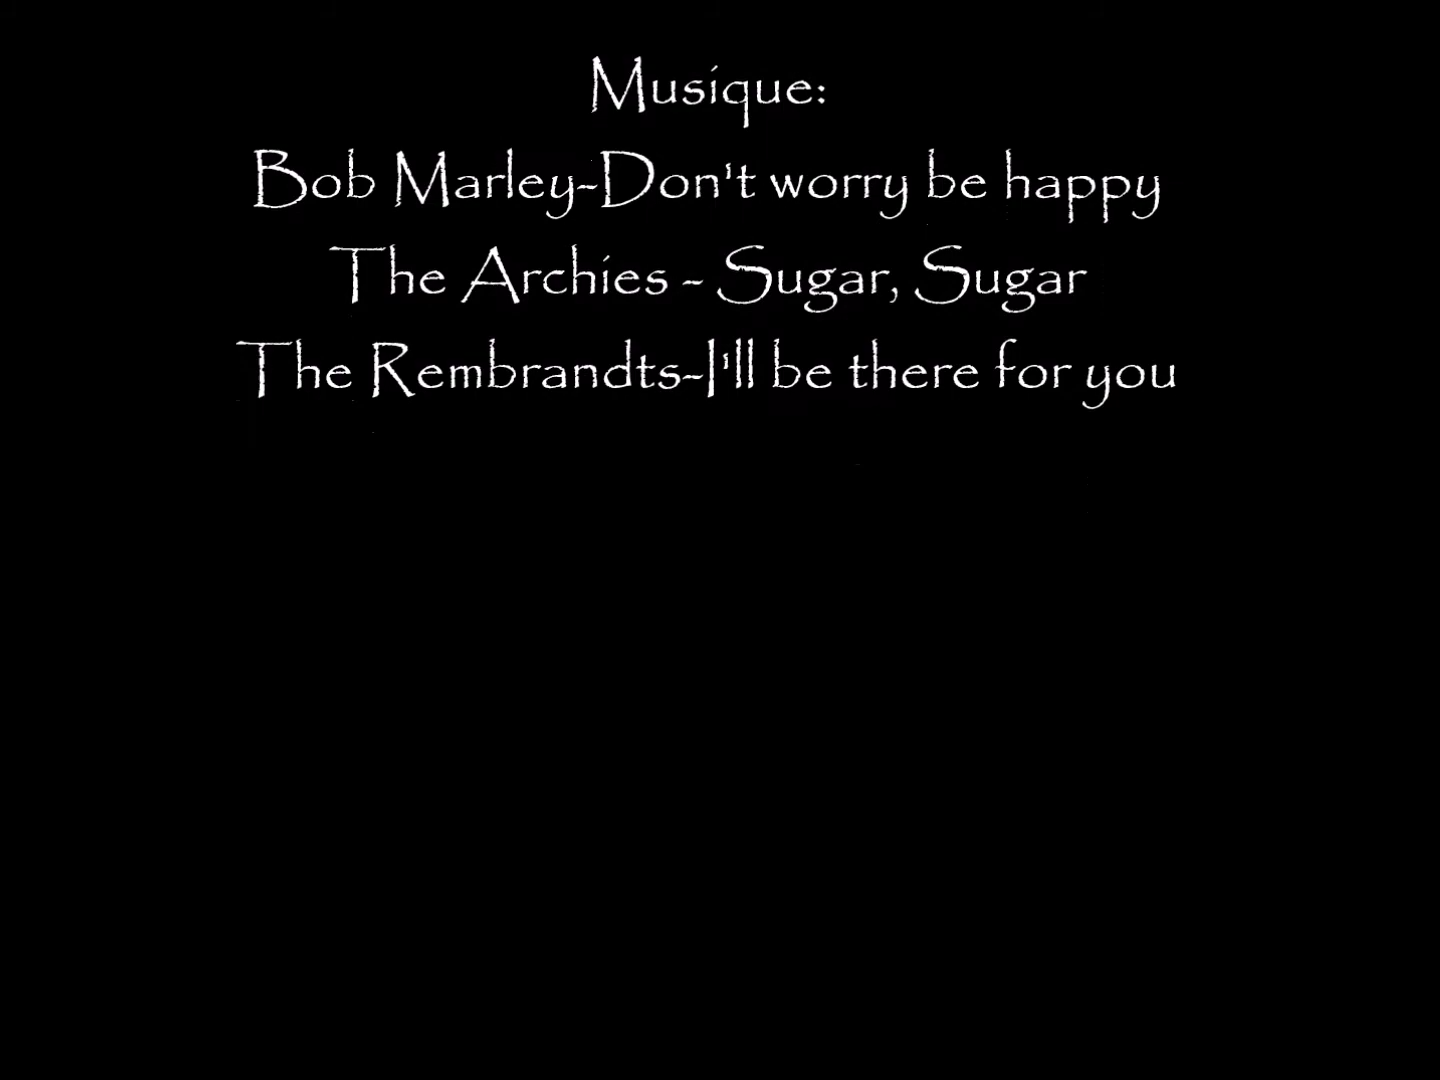 Musique:
Bob Marley-Don't worry be happy
The Archies - Sugar, Sugar
The Rembrandts-I'll be there for you